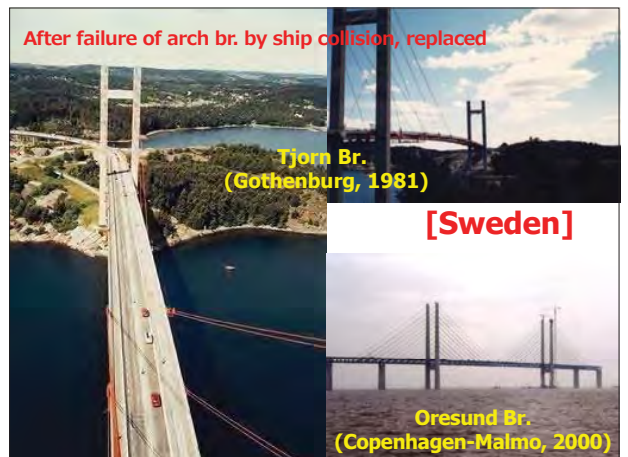 After failure of arch br. by ship collision, replaced
Tjorn Br.
(Gothenburg, 1981)
[Sweden]
Oresund Br.
(Copenhagen-Malmo, 2000)